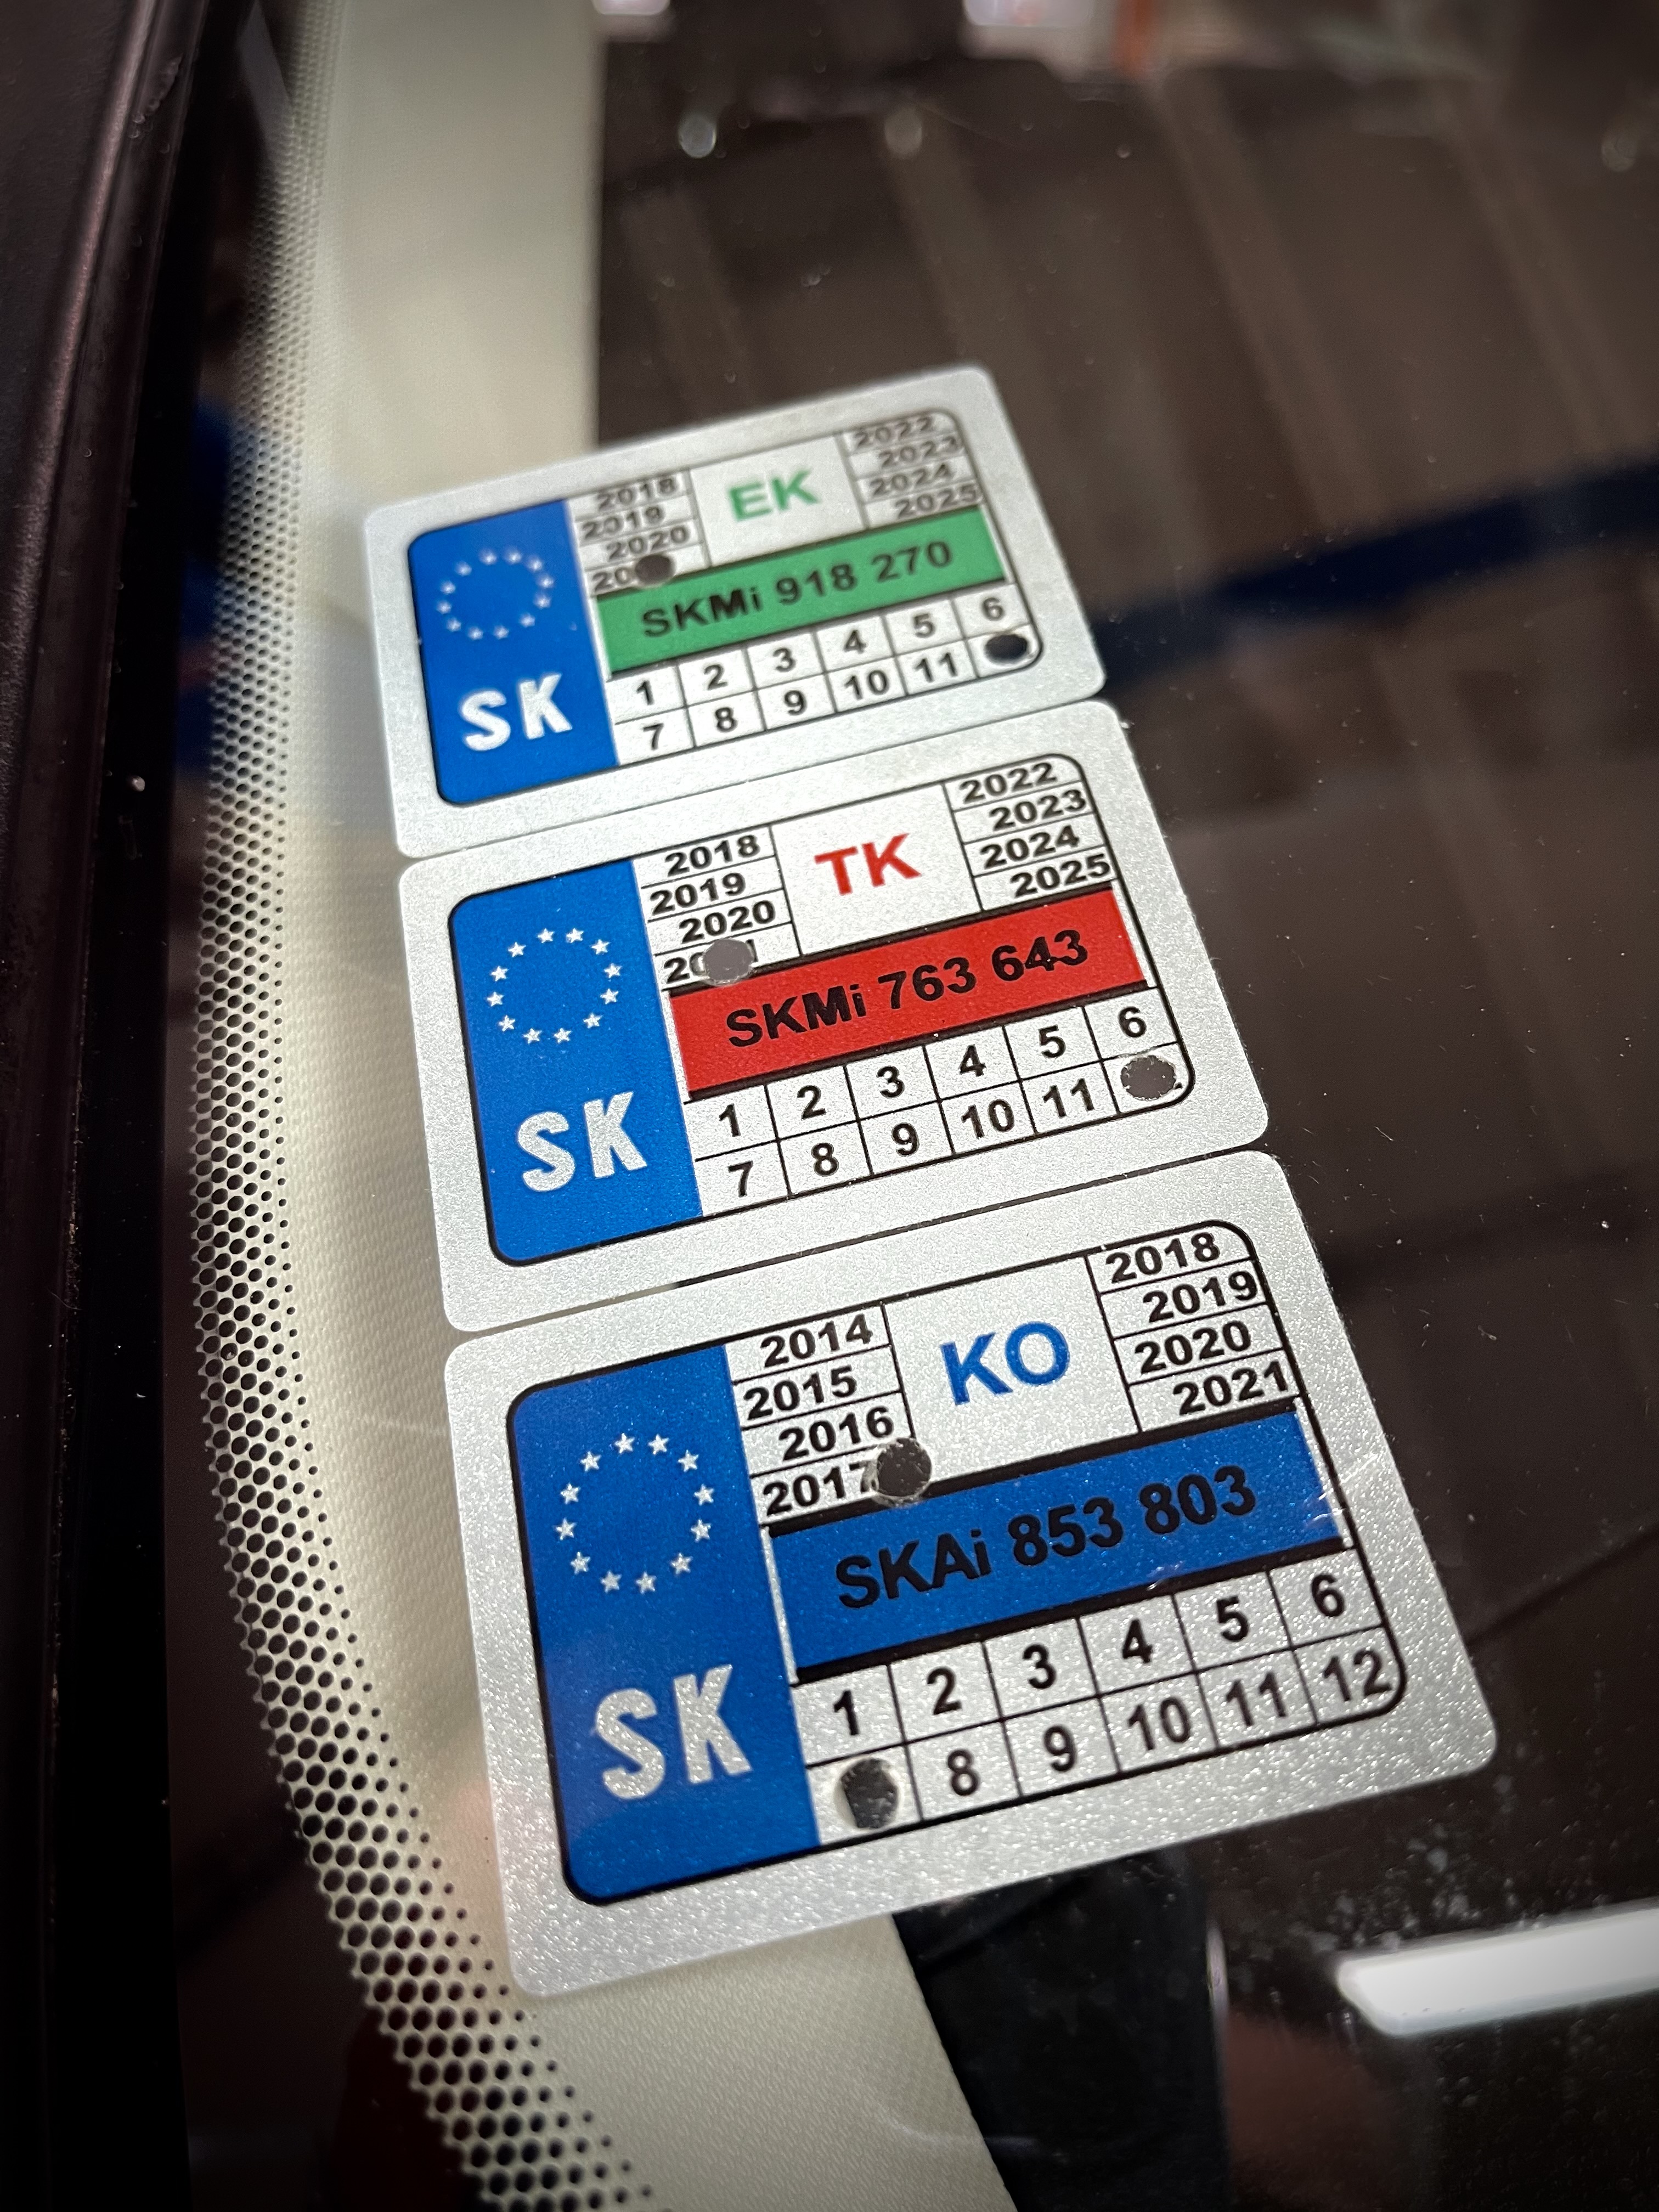 2018 EK 2022
2019 2023
2020 2024
20 2025
SKMi 918 270
SK
1 2 3 4 5 6
7 8 9 10 11
2018 TK 2022
2019 2023
2020 2024
20 2025
SKMi 763 643
SK
1 2 3 4 5 6
7 8 9 10 11
2014 KO 2018
2015 2019
2016 2020
2017 2021
SKAi 853 803
SK
1 2 3 4 5 6
8 9 10 11 12